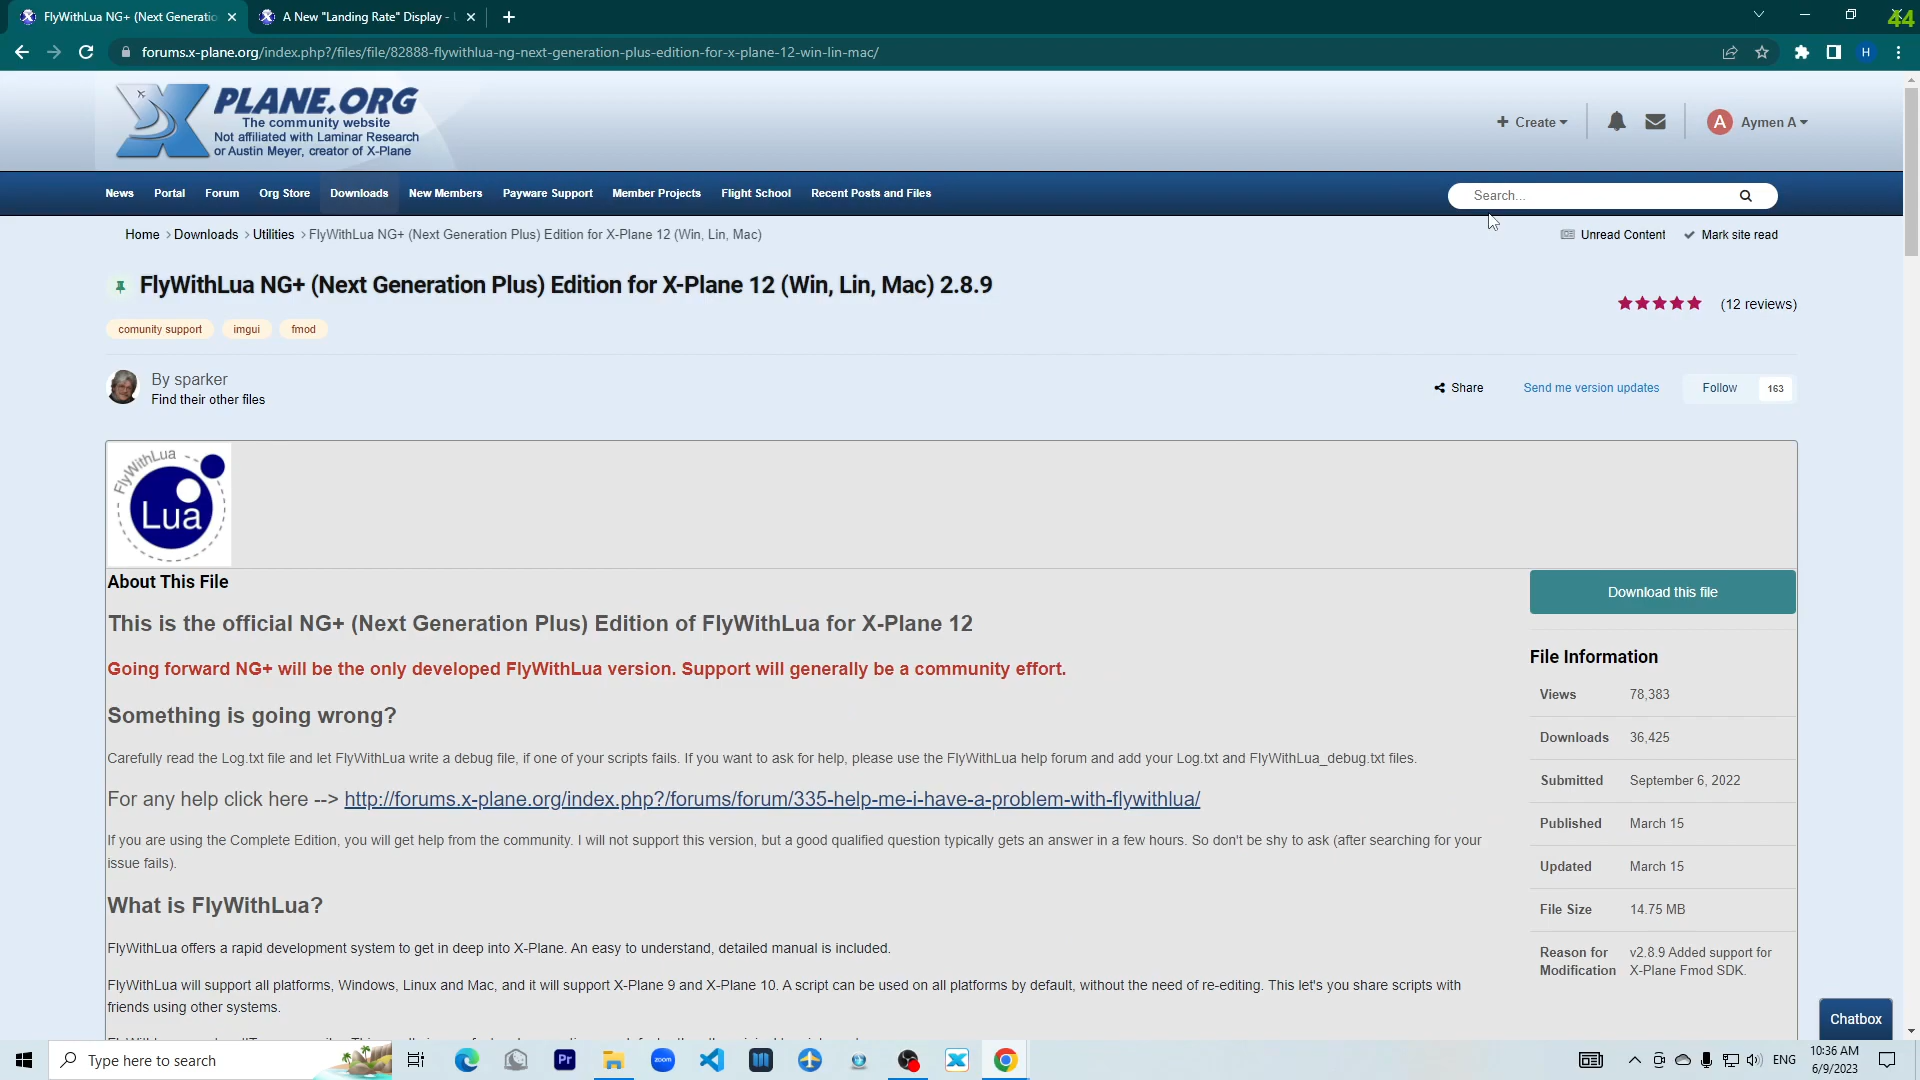 FlyWithLua NG+ (Next Generatio
A New "Landing Rate" Display -
44
forums.x-plane.org/index.php?/files/file/82888-flywithlua-ng-next-generation-plus-edition-for-x-plane-12-win-lin-mac/
H
PLANE.ORG
The community website
Not affiliated with Laminar Research
or Austin Meyer, creator of X-Plane
+ Create
A
Aymen A
News Portal Forum Org Store Downloads New Members Payware Support Member Projects Flight School Recent Posts and Files
Search...
Home > Downloads > Utilities > FlyWithLua NG+ (Next Generation Plus) Edition for X-Plane 12 (Win, Lin, Mac)
Unread Content
Mark site read
FlyWithLua NG+ (Next Generation Plus) Edition for X-Plane 12 (Win, Lin, Mac) 2.8.9
(12 reviews)
comunity support imgui fmod
By sparker
Find their other files
Share
Send me version updates
Follow 163
FlyWithLua
Lua
About This File
Download this file
This is the official NG+ (Next Generation Plus) Edition of FlyWithLua for X-Plane 12
Going forward NG+ will be the only developed FlyWithLua version. Support will generally be a community effort.
Something is going wrong?
Carefully read the Log.txt file and let FlyWithLua write a debug file, if one of your scripts fails. If you want to ask for help, please use the FlyWithLua help forum and add your Log.txt and FlyWithLua_debug.txt files.
For any help click here --> http://forums.x-plane.org/index.php?/forums/forum/335-help-me-i-have-a-problem-with-flywithlua/
If you are using the Complete Edition, you will get help from the community. I will not support this version, but a good qualified question typically gets an answer in a few hours. So don't be shy to ask (after searching for your
issue fails).
What is FlyWithLua?
FlyWithLua offers a rapid development system to get in deep into X-Plane. An easy to understand, detailed manual is included.
FlyWithLua will support all platforms, Windows, Linux and Mac, and it will support X-Plane 9 and X-Plane 10. A script can be used on all platforms by default, without the need of re-editing. This let's you share scripts with
friends using other systems.
File Information
Views 78,383
Downloads 36,425
Submitted September 6, 2022
Published March 15
Updated March 15
File Size 14.75 MB
Reason for v2.8.9 Added support for
Modification X-Plane Fmod SDK.
Chatbox
Type here to search
Pr
zoom
ENG
10:36 AM
6/9/2023